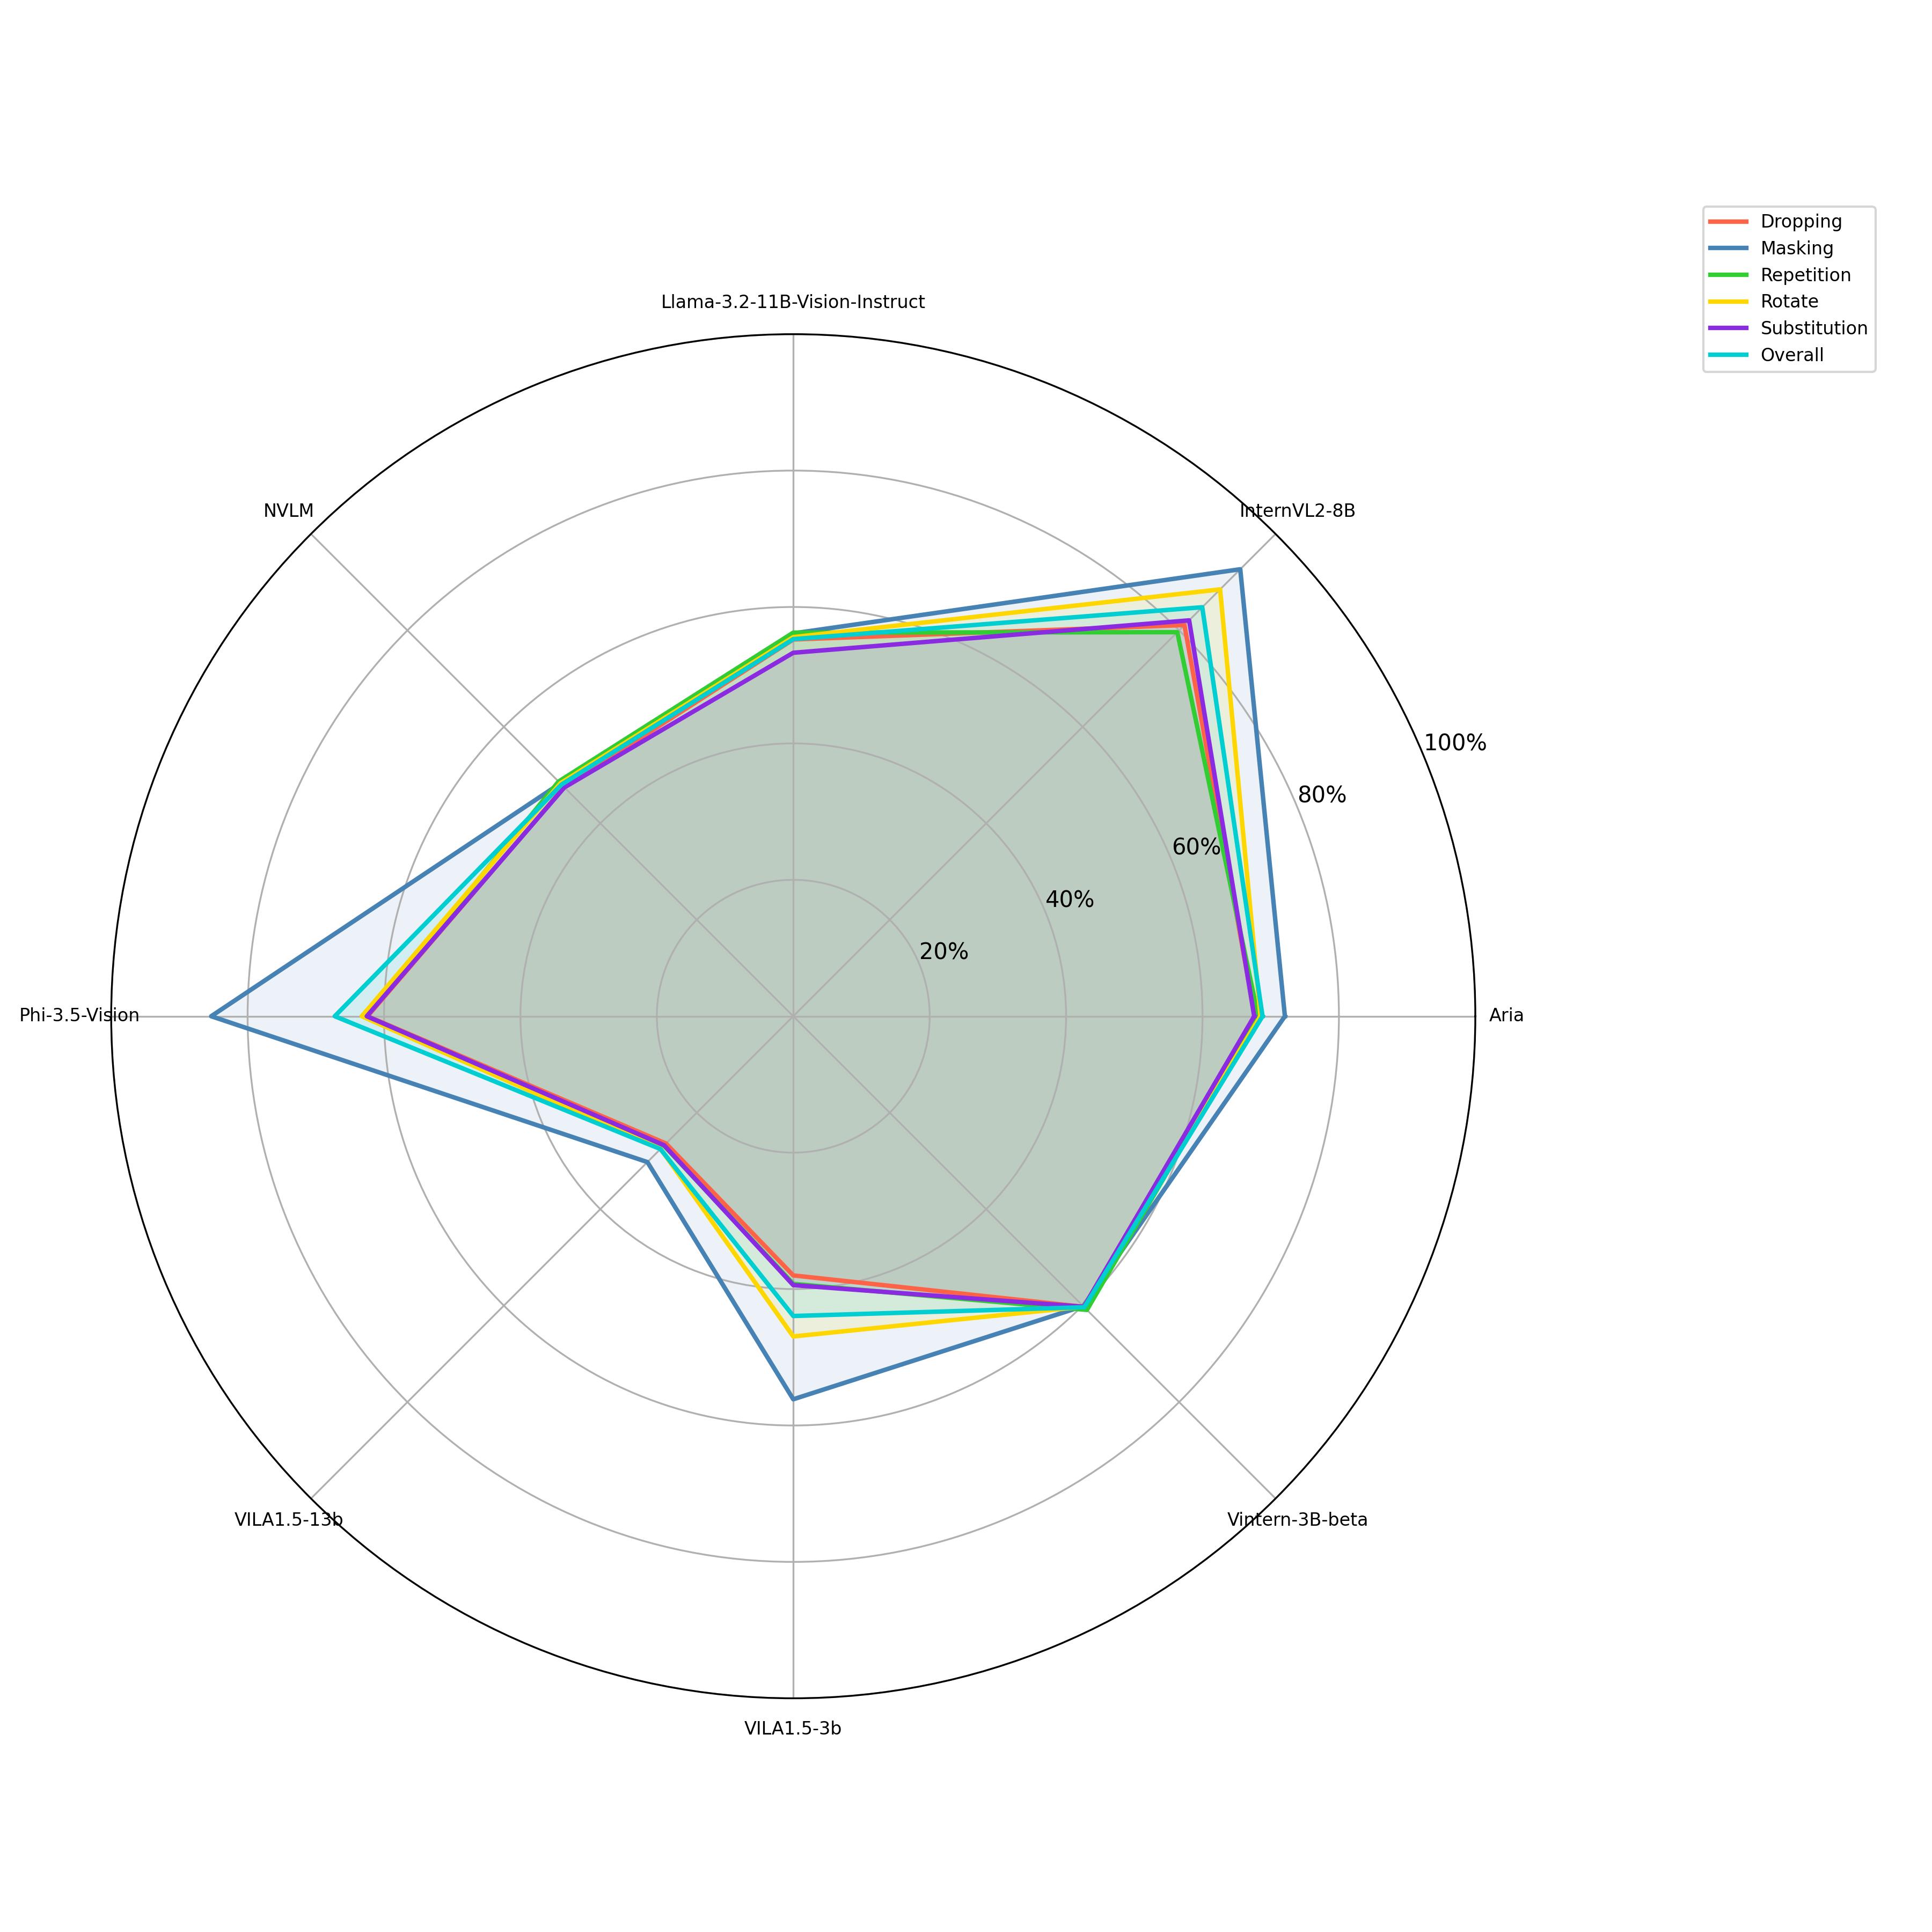 Dropping
Masking
Repetition
Rotate
Substitution
Overall
Llama-3.2-11B-Vision-Instruct
NVLM
InternVL2-8B
100%
80%
60%
40%
20%
Phi-3.5-Vision
Aria
VILA1.5-13b
Vintern-3B-beta
VILA1.5-3b